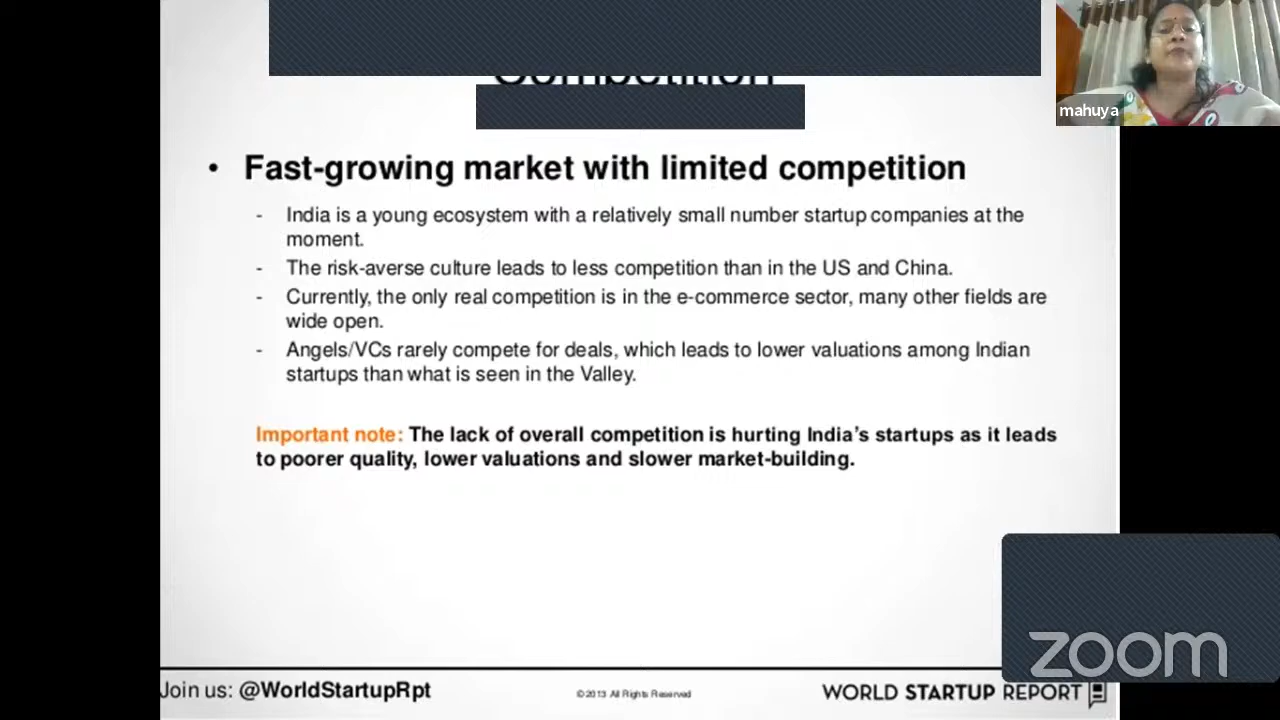 Competition
mahuya
• Fast-growing market with limited competition
- India is a young ecosystem with a relatively small number startup companies at the
moment.
- The risk-averse culture leads to less competition than in the US and China.
- Currently, the only real competition is in the e-commerce sector, many other fields are
wide open.
- Angels/VCs rarely compete for deals, which leads to lower valuations among Indian
startups than what is seen in the Valley.
Important note: The lack of overall competition is hurting India's startups as it leads
to poorer quality, lower valuations and slower market-building.
zoom
Join us: @WorldStartupRpt
©2013 All Rights Reserved
WORLD STARTUP REPORT